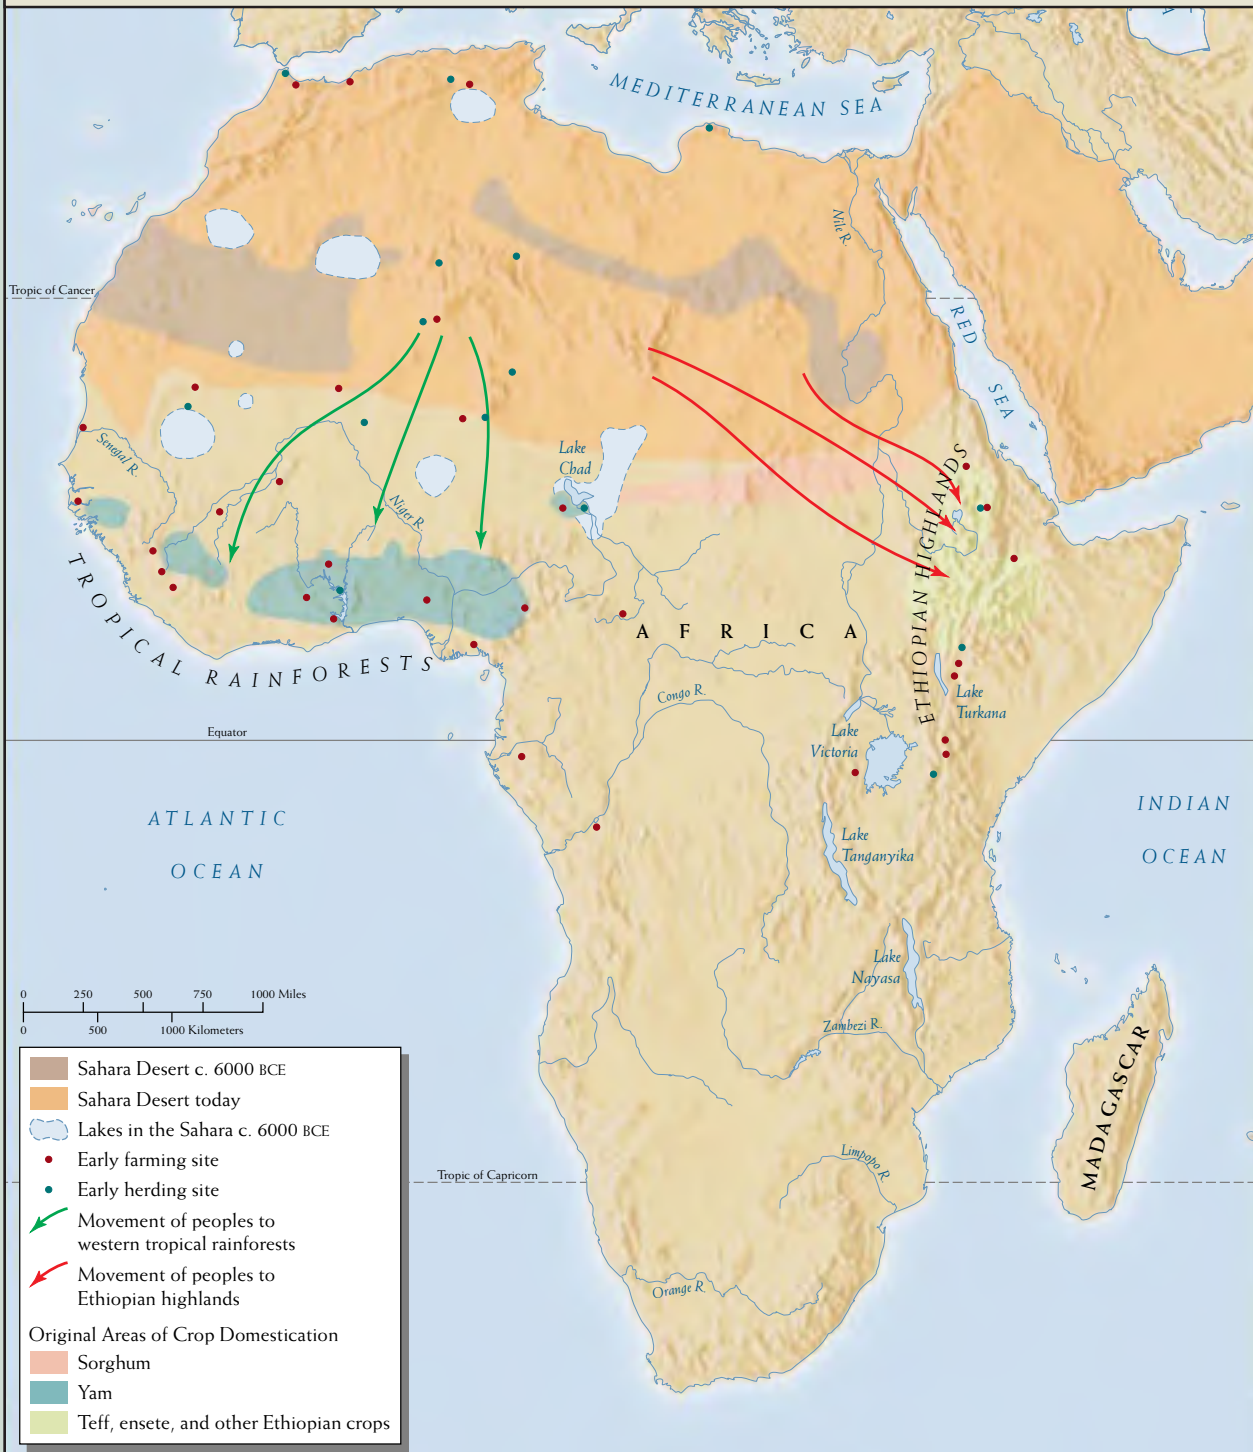 A
MEDITERRANEAN SEA
Nile R.
Tropic of Cancer
RED
SEA
Senegal R.
Lake
Chad
Niger R.
ETHIOPIAN HIGHLANDS
TROPICAL RAINFORESTS
AFRICA
Congo R.
Lake
Turkana
Equator
Lake
Victoria
ATLANTIC
OCEAN
INDIAN
OCEAN
Lake
Tanganyika
Lake
Nayasa
Zambezi R.
MADAGASCAR
Limpopo R.
Tropic of Capricorn
Orange R.
0 250 500 750 1000 Miles
0 500 1000 Kilometers
Sahara Desert c. 6000 BCE
Sahara Desert today
Lakes in the Sahara c. 6000 BCE
Early farming site
Early herding site
Movement of peoples to
western tropical rainforests
Movement of peoples to
Ethiopian highlands
Original Areas of Crop Domestication
Sorghum
Yam
Teff, ensete, and other Ethiopian crops